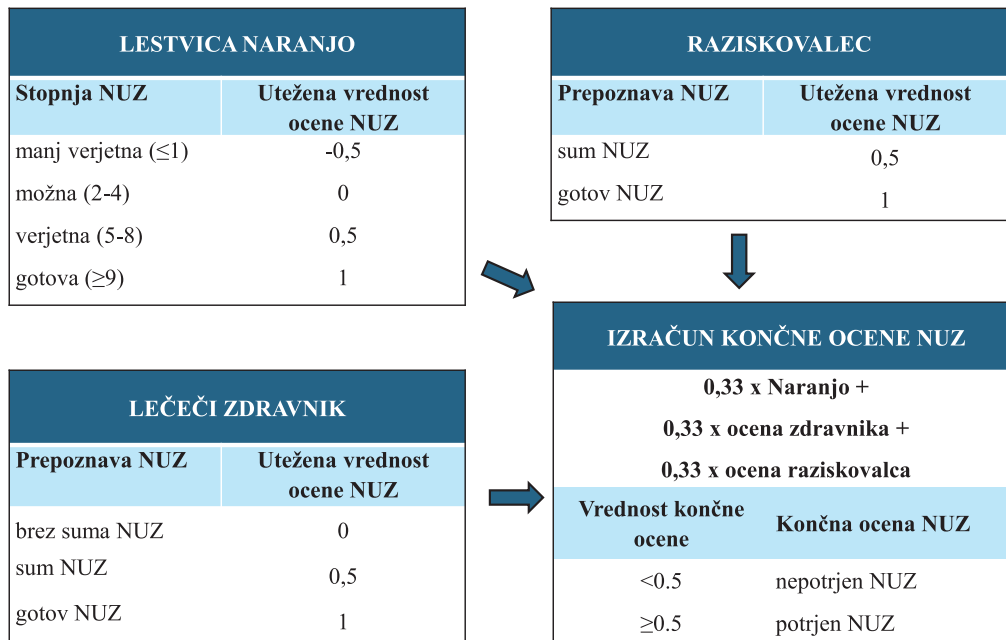 LESTVICA NARANJO
Stopnja NUZ Utežena vrednost
ocene NUZ
manj verjetna (≤1) -0,5
možna (2-4) 0
verjetna (5-8) 0,5
gotova (≥9) 1
RAZISKOVALEC
Prepoznava NUZ Utežena vrednost
ocene NUZ
sum NUZ 0,5
gotov NUZ 1
LEČEČI ZDRAVNIK
Prepoznava NUZ Utežena vrednost
ocene NUZ
brez suma NUZ 0
sum NUZ 0,5
gotov NUZ 1
IZRAČUN KONČNE OCENE NUZ
0,33 x Naranjo +
0,33 x ocena zdravnika +
0,33 x ocena raziskovalca
Vrednost končne
ocene Končna ocena NUZ
<0.5 nepotrjen NUZ
≥0.5 potrjen NUZ